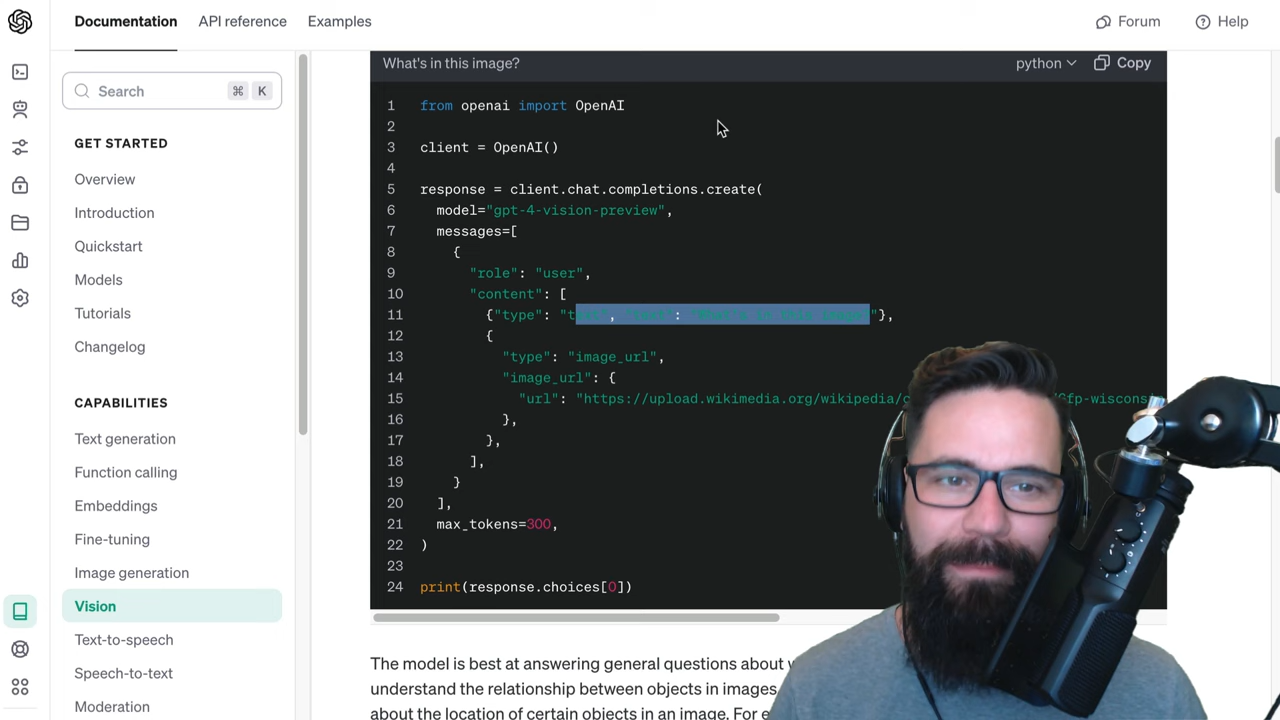 Documentation
API reference
Examples
Forum
Help
Search
⌘ K
GET STARTED
Overview
Introduction
Quickstart
Models
Tutorials
Changelog
CAPABILITIES
Text generation
Function calling
Embeddings
Fine-tuning
Image generation
Vision
Text-to-speech
Speech-to-text
Moderation
What's in this image?
python
Copy
1 from openai import OpenAI
2
3 client = OpenAI()
4
5 response = client.chat.completions.create(
6 model="gpt-4-vision-preview",
7 messages=[
8 {
9 "role": "user",
10 "content": [
11 {"type": "text", "text": "What's in this image?"},
12 {
13 "type": "image_url",
14 "image_url": {
15 "url": "https://upload.wikimedia.org/wikipedia/
16 },
17 },
18 ],
19 }
20 ],
21 max_tokens=300,
22 )
23
24 print(response.choices[0])
The model is best at answering general questions about
understand the relationship between objects in images
about the location of certain objects in an image. For